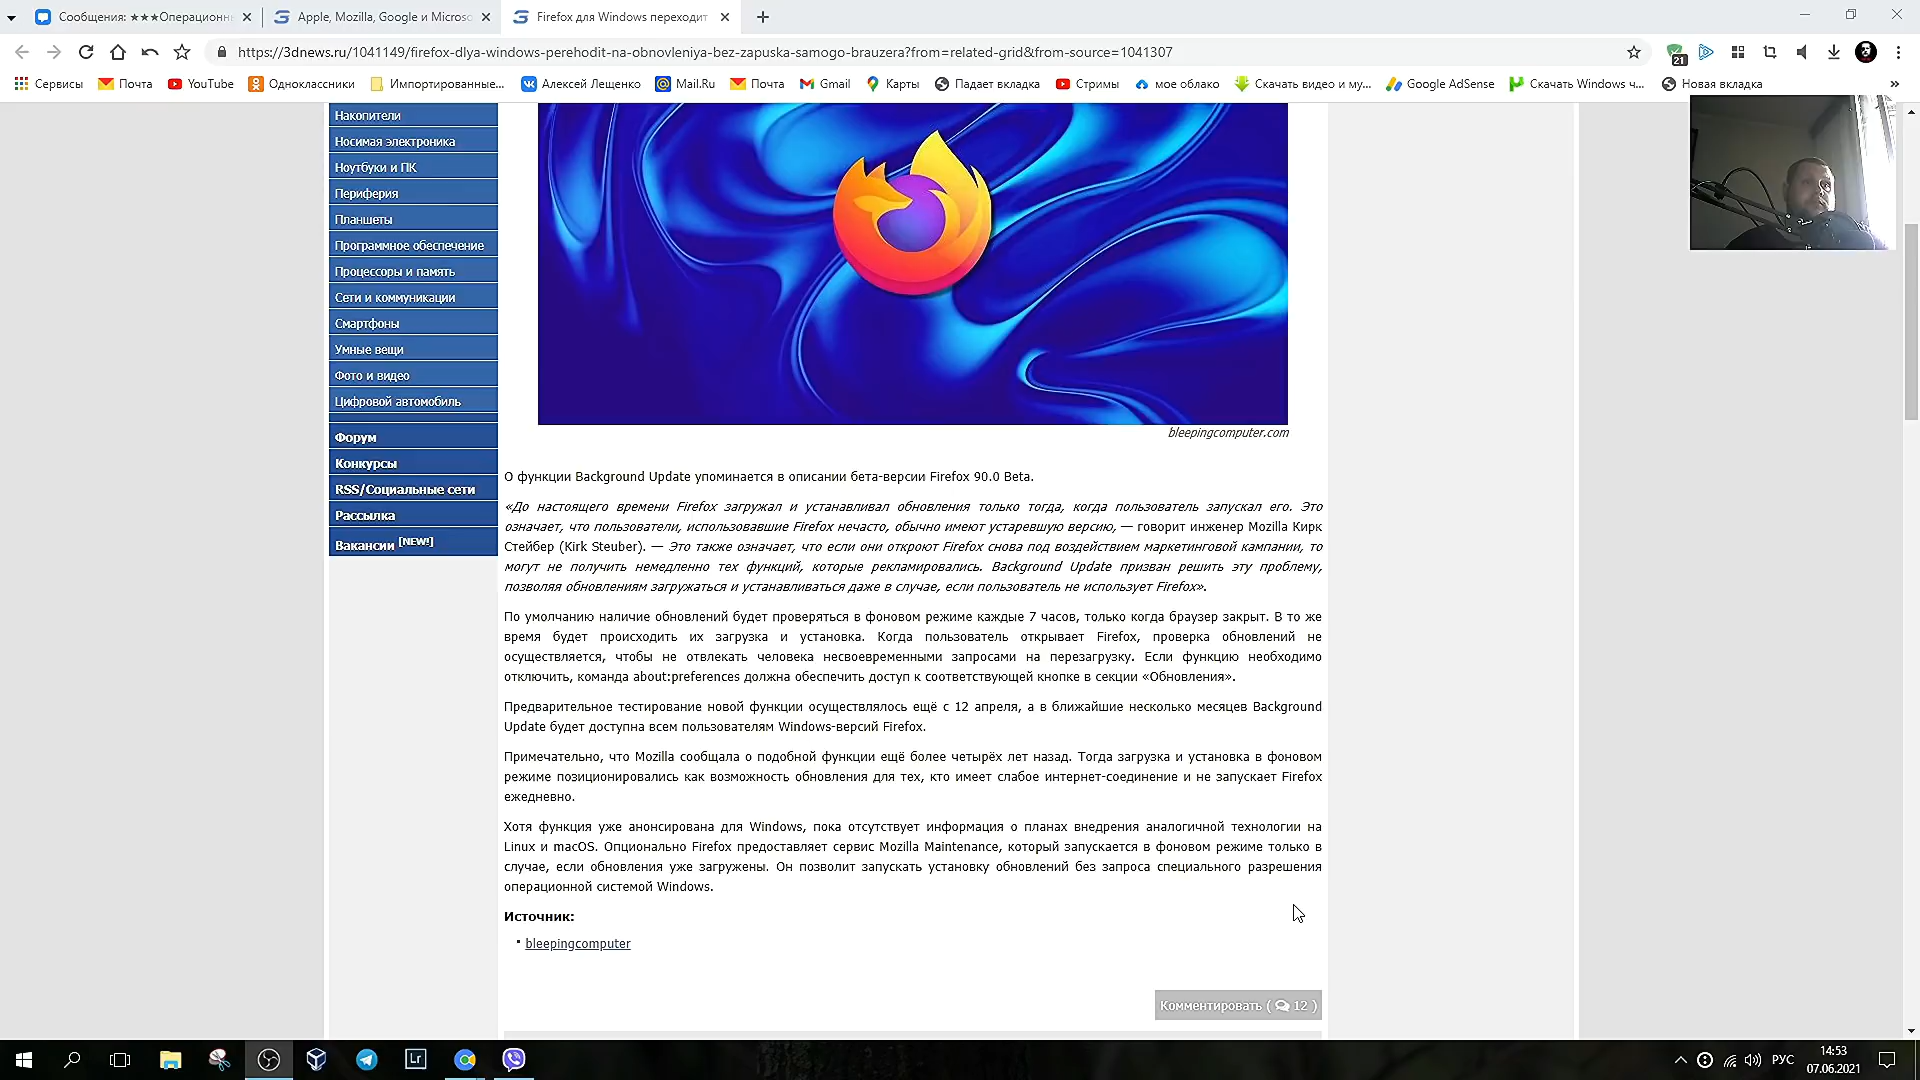 Сообщения: ★★★Операционн
Apple, Mozilla, Google и Microso
Firefox для Windows переходит
https://3dnews.ru/1041149/firefox-dlya-windows-perehodit-na-obnovleniya-bez-zapuska-samogo-brauzera?from=related-grid&from-source=1041307
21
Сервисы
Почта
YouTube
Одноклассники
Импортированные...
Алексей Лещенко
Mail.Ru
Почта
Gmail
Карты
Падает вкладка
Стримы
мое облако
Скачать видео и му...
Google AdSense
Скачать Windows ч...
Новая вкладка
»
Накопители
Носимая электроника
Ноутбуки и ПК
Периферия
Планшеты
Программное обеспечение
Процессоры и память
Сети и коммуникации
Смартфоны
Умные вещи
Фото и видео
Цифровой автомобиль
Форум
Конкурсы
RSS/Социальные сети
Рассылка
Вакансии [NEW!]
bleepingcomputer.com
О функции Background Update упоминается в описании бета-версии Firefox 90.0 Beta.
«До настоящего времени Firefox загружал и устанавливал обновления только тогда, когда пользователь запускал его. Это
означает, что пользователи, использовавшие Firefox нечасто, обычно имеют устаревшую версию, — говорит инженер Mozilla Кирк
Стейбер (Kirk Steuber). — Это также означает, что если они откроют Firefox снова под воздействием маркетинговой кампании, то
могут не получить немедленно тех функций, которые рекламировались. Background Update призван решить эту проблему,
позволяя обновлениям загружаться и устанавливаться даже в случае, если пользователь не использует Firefox».
По умолчанию наличие обновлений будет проверяться в фоновом режиме каждые 7 часов, только когда браузер закрыт. В то же
время будет происходить их загрузка и установка. Когда пользователь открывает Firefox, проверка обновлений не
осуществляется, чтобы не отвлекать человека несвоевременными запросами на перезагрузку. Если функцию необходимо
отключить, команда about:preferences должна обеспечить доступ к соответствующей кнопке в секции «Обновления».
Предварительное тестирование новой функции осуществлялось ещё с 12 апреля, а в ближайшие несколько месяцев Background
Update будет доступна всем пользователям Windows-версий Firefox.
Примечательно, что Mozilla сообщала о подобной функции ещё более четырёх лет назад. Тогда загрузка и установка в фоновом
режиме позиционировались как возможность обновления для тех, кто имеет слабое интернет-соединение и не запускает Firefox
ежедневно.
Хотя функция уже анонсирована для Windows, пока отсутствует информация о планах внедрения аналогичной технологии на
Linux и macOS. Опционально Firefox предоставляет сервис Mozilla Maintenance, который запускается в фоновом режиме только в
случае, если обновления уже загружены. Он позволит запускать установку обновлений без запроса специального разрешения
операционной системой Windows.
Источник:
bleepingcomputer
Комментировать ( 12 )
Lr
РУС
14:53
07.06.2021